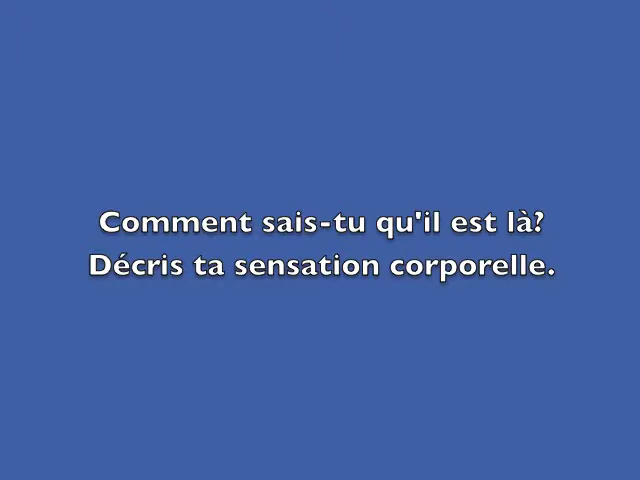 Comment sais-tu qu'il est là?
Décris ta sensation corporelle.